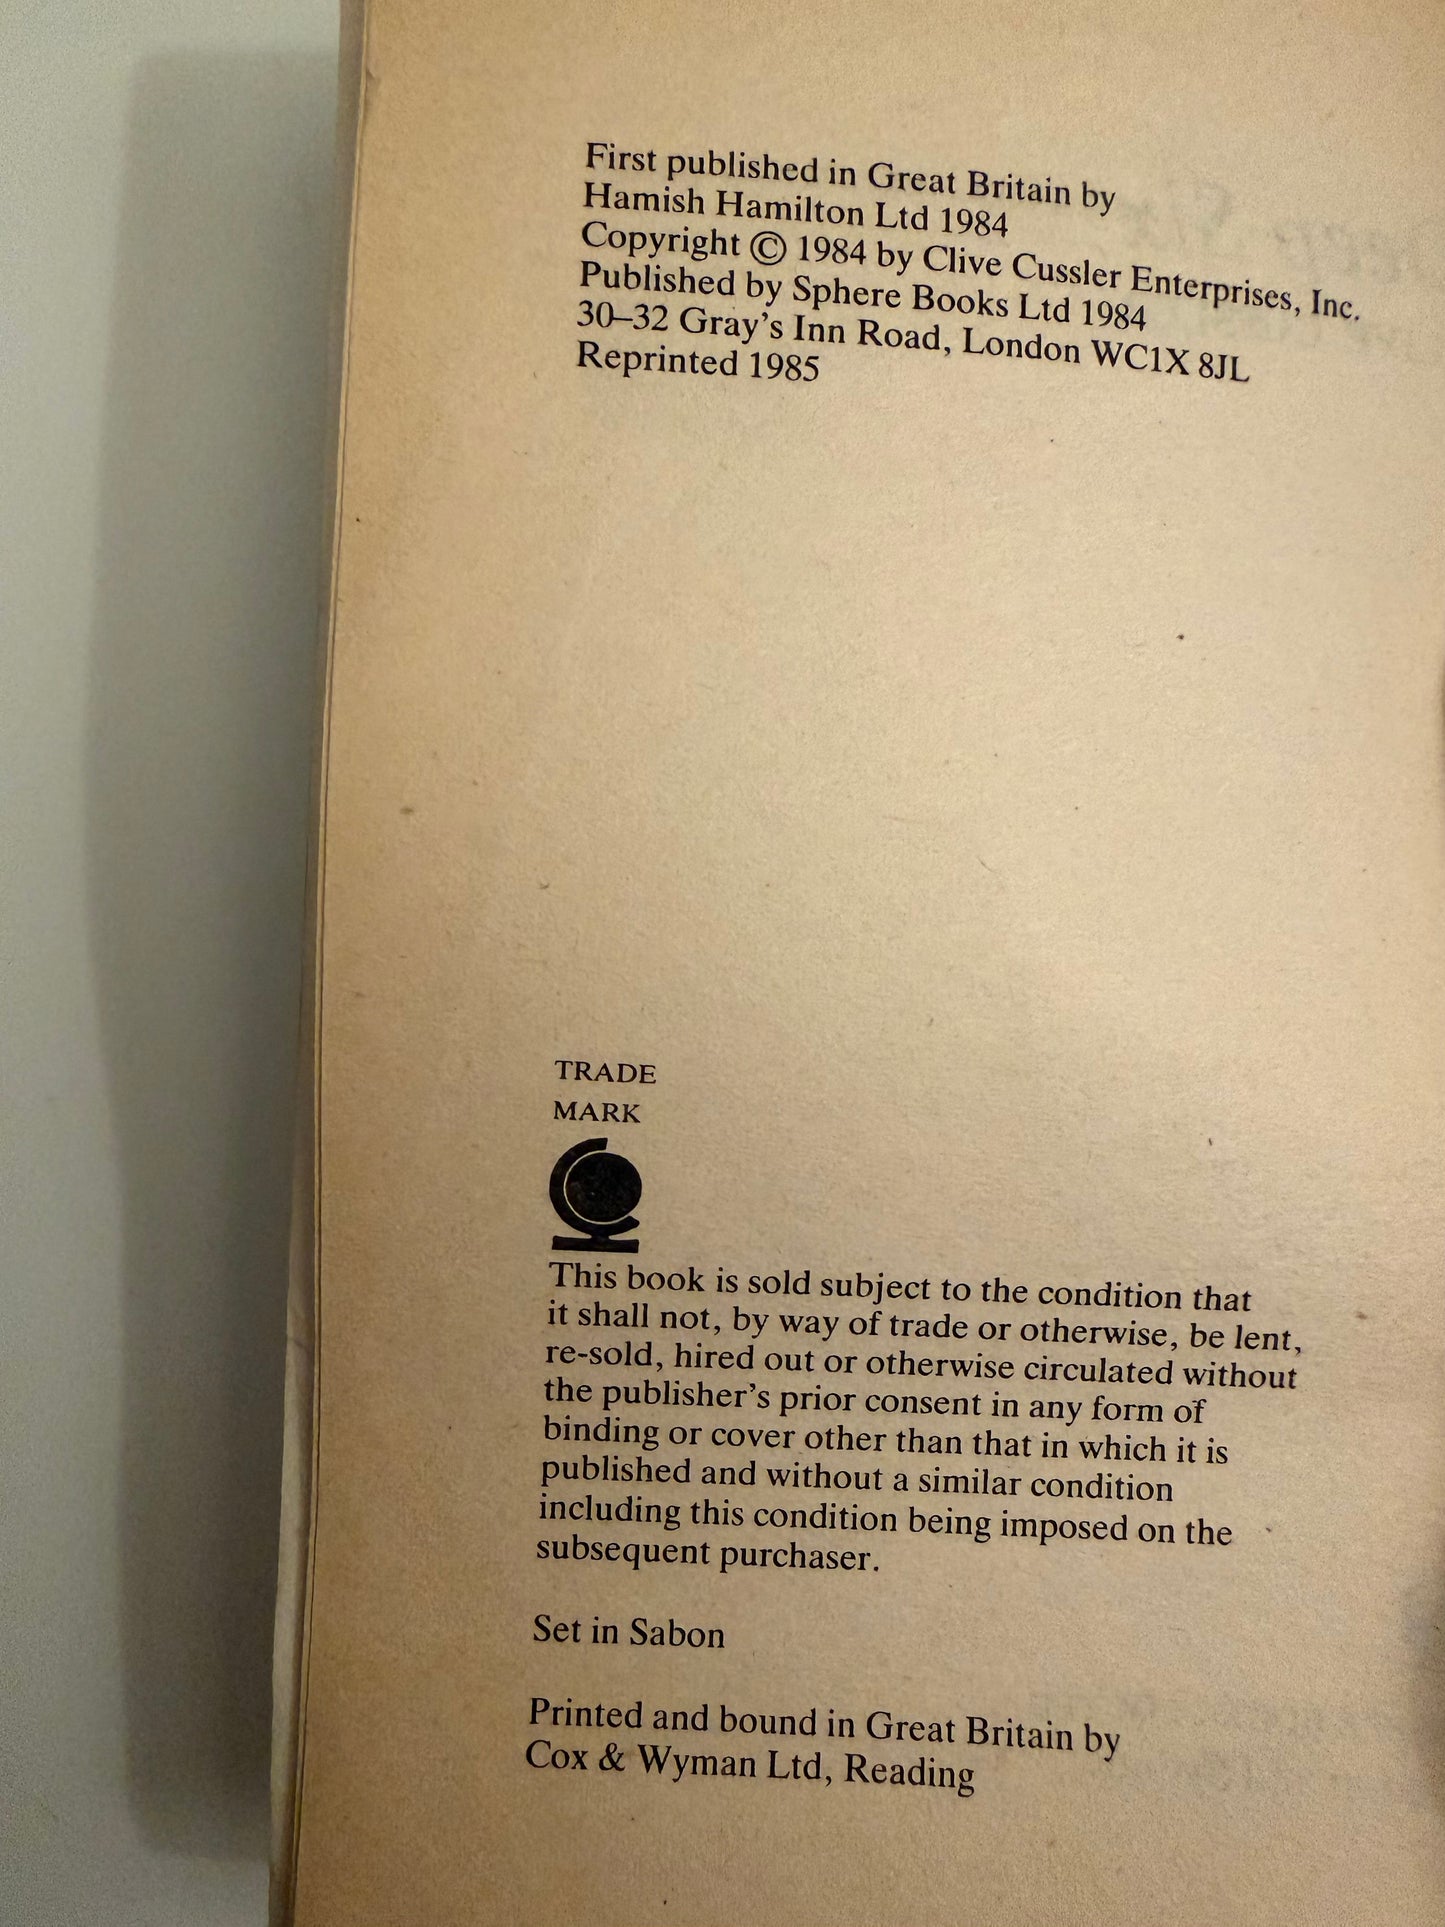 First published in Great Britain by
Hamish Hamilton Ltd 1984
Copyright © 1984 by Clive Cussler Enterprises, Inc.
Published by Sphere Books Ltd 1984
30–32 Gray's Inn Road, London WC1X 8JL
Reprinted 1985
TRADE
MARK
This book is sold subject to the condition that
it shall not, by way of trade or otherwise, be lent,
re-sold, hired out or otherwise circulated without
the publisher's prior consent in any form of
binding or cover other than that in which it is
published and without a similar condition
including this condition being imposed on the
subsequent purchaser.
Set in Sabon
Printed and bound in Great Britain by
Cox & Wyman Ltd, Reading